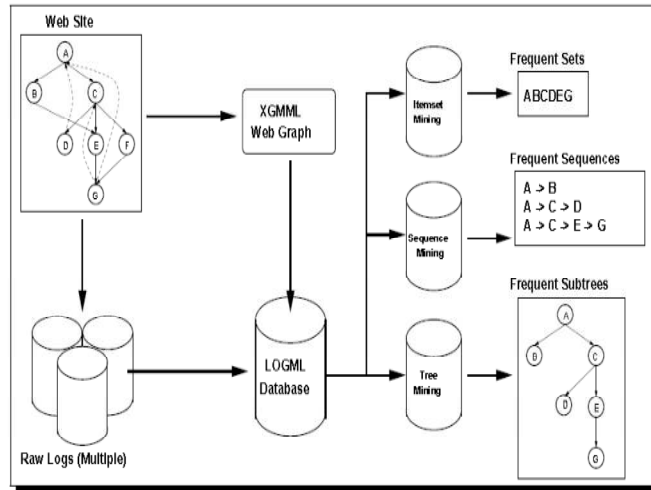 Web Site
A
B
C
D
E
F
G
XGMML
Web Graph
Raw Logs (Multiple)
LOGML
Database
Itemset
Mining
Sequence
Mining
Tree
Mining
Frequent Sets
ABCDEG
Frequent Sequences
A -> B
A -> C -> D
A -> C -> E -> G
Frequent Subtrees
A
B
C
D
E
G